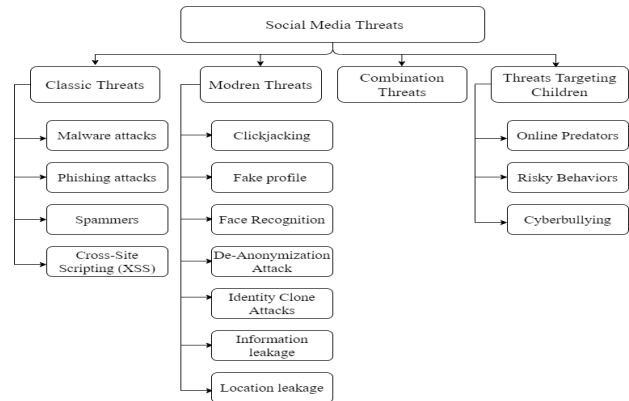 Social Media Threats
Classic Threats
Modren Threats
Combination
Threats
Threats Targeting
Children
Malware attacks
Phishing attacks
Spammers
Cross-Site
Scripting (XSS)
Clickjacking
Fake profile
Face Recognition
De-Anonymization
Attack
Identity Clone
Attacks
Information
leakage
Location leakage
Online Predators
Risky Behaviors
Cyberbullying